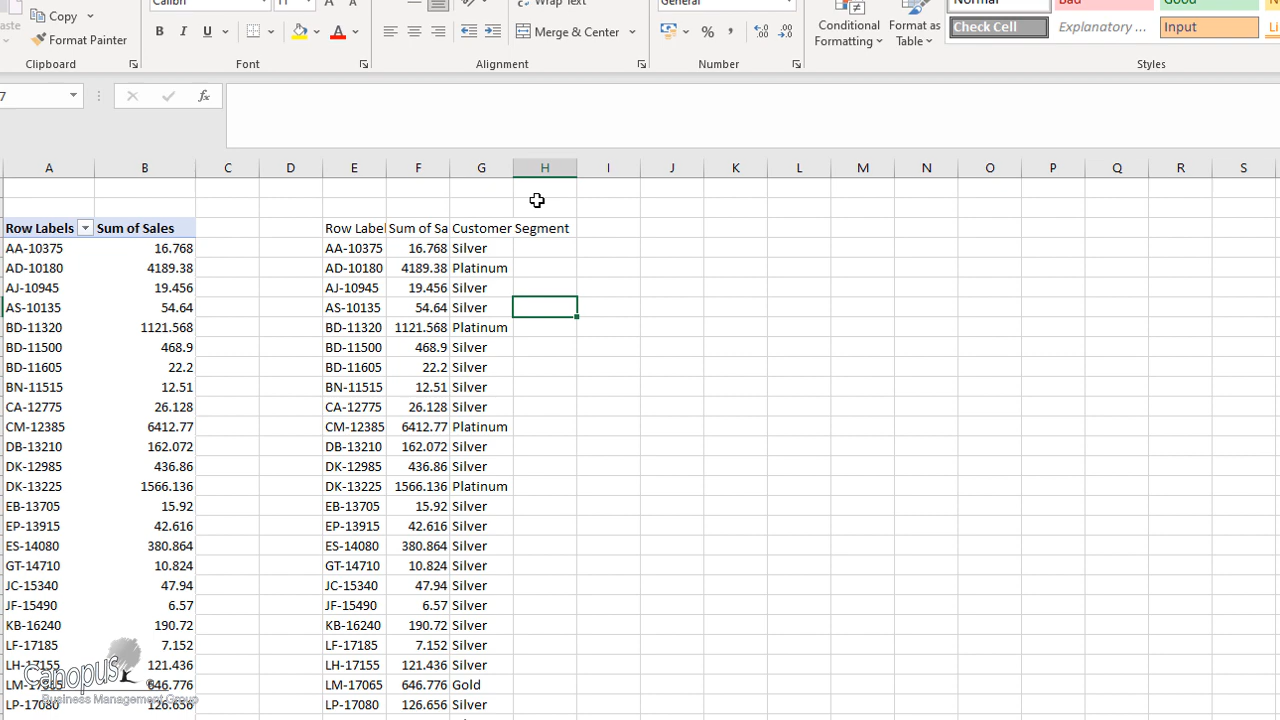 Calibri 11 General Normal Bad Good
Copy Wrap Text Conditional Format as Check Cell Explanatory ... Input
Paste Format Painter B I U Merge & Center % Formatting Table
Clipboard Font Alignment Number Styles
7 fx
A B C D E F G H I J K L M N O P Q R S
Row Labels Sum of Sales Row Label Sum of Sa Customer Segment
AA-10375 16.768 AA-10375 16.768 Silver
AD-10180 4189.38 AD-10180 4189.38 Platinum
AJ-10945 19.456 AJ-10945 19.456 Silver
AS-10135 54.64 AS-10135 54.64 Silver
BD-11320 1121.568 BD-11320 1121.568 Platinum
BD-11500 468.9 BD-11500 468.9 Silver
BD-11605 22.2 BD-11605 22.2 Silver
BN-11515 12.51 BN-11515 12.51 Silver
CA-12775 26.128 CA-12775 26.128 Silver
CM-12385 6412.77 CM-12385 6412.77 Platinum
DB-13210 162.072 DB-13210 162.072 Silver
DK-12985 436.86 DK-12985 436.86 Silver
DK-13225 1566.136 DK-13225 1566.136 Platinum
EB-13705 15.92 EB-13705 15.92 Silver
EP-13915 42.616 EP-13915 42.616 Silver
ES-14080 380.864 ES-14080 380.864 Silver
GT-14710 10.824 GT-14710 10.824 Silver
JC-15340 47.94 JC-15340 47.94 Silver
JF-15490 6.57 JF-15490 6.57 Silver
KB-16240 190.72 KB-16240 190.72 Silver
LF-17185 7.152 LF-17185 7.152 Silver
LH-17155 121.436 LH-17155 121.436 Silver
LM-17065 646.776 LM-17065 646.776 Gold
LP-17080 126.656 LP-17080 126.656 Silver
Canopus
Business Management Group